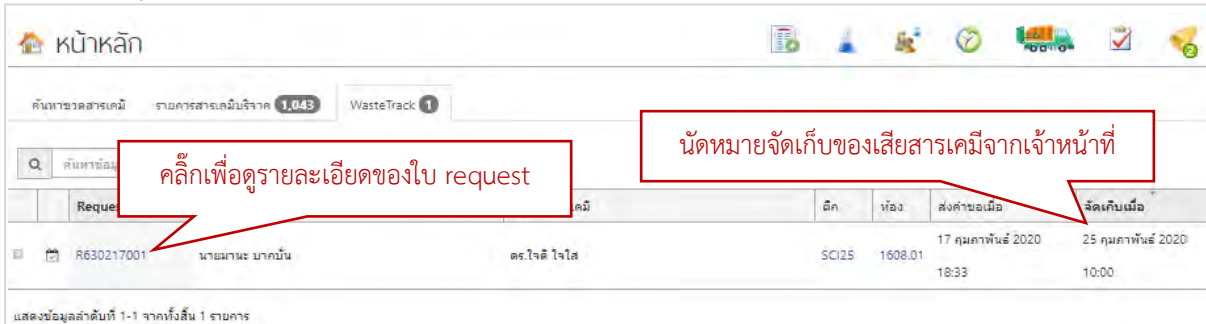 หน้าหลัก
2
ค้นหาขวดสารเคมี รายการสารเคมีบริจาค 1,043 WasteTrack 1
นัดหมายจัดเก็บของเสียสารเคมีจากเจ้าหน้าที่
คลิ๊กเพื่อดูรายละเอียดของใบ request
ตึก ห้อง ส่งคำขอเมื่อ จัดเก็บเมื่อ
R630217001 นายมานะ บากบั่น ดร.ใจดี ใจใส SCI25 1608.01 17 กุมภาพันธ์ 2020 25 กุมภาพันธ์ 2020
18:33 10:00
แสดงข้อมูลลำดับที่ 1-1 จากทั้งสิ้น 1 รายการ